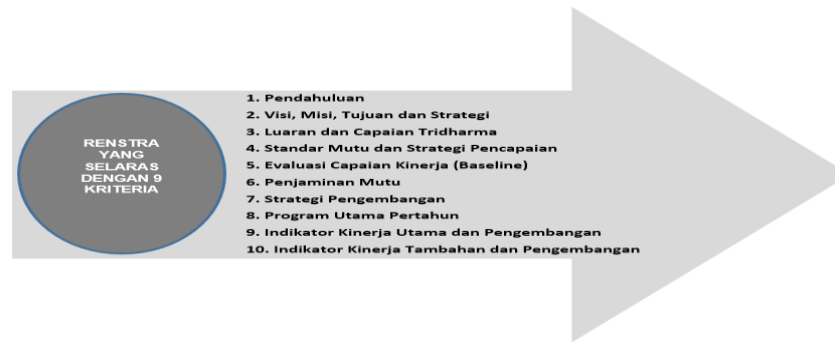 RENSTRA
YANG
SELARAS
DENGAN 9
KRITERIA
1. Pendahuluan
2. Visi, Misi, Tujuan dan Strategi
3. Luaran dan Capaian Tridharma
4. Standar Mutu dan Strategi Pencapaian
5. Evaluasi Capaian Kinerja (Baseline)
6. Penjaminan Mutu
7. Strategi Pengembangan
8. Program Utama Pertahun
9. Indikator Kinerja Utama dan Pengembangan
10. Indikator Kinerja Tambahan dan Pengembangan